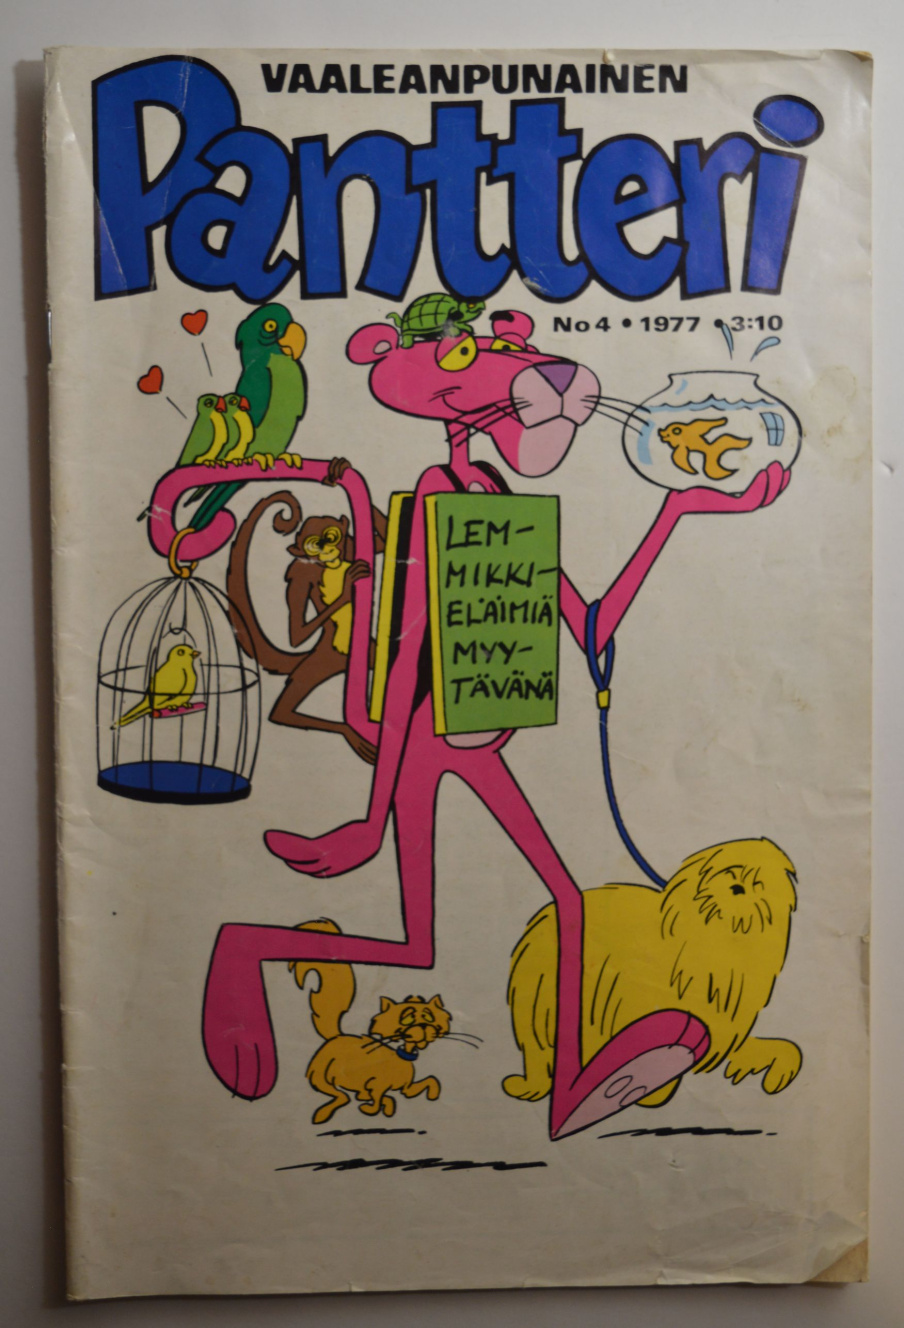 VAALEANPUNAINEN
Pantteri
No 4 • 1977 • 3:10
LEM-
MIKKI-
ELÄIMIÄ
MYY-
TÄVÄNÄ